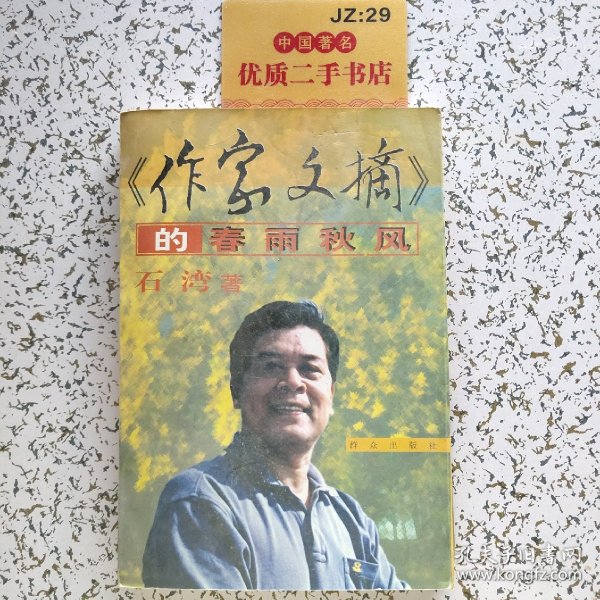 JZ:29
中国著名
优质二手书店
《作家文摘》
的春雨秋风
石湾著
群众出版社
孔夫子旧书网
www.kongfz.com